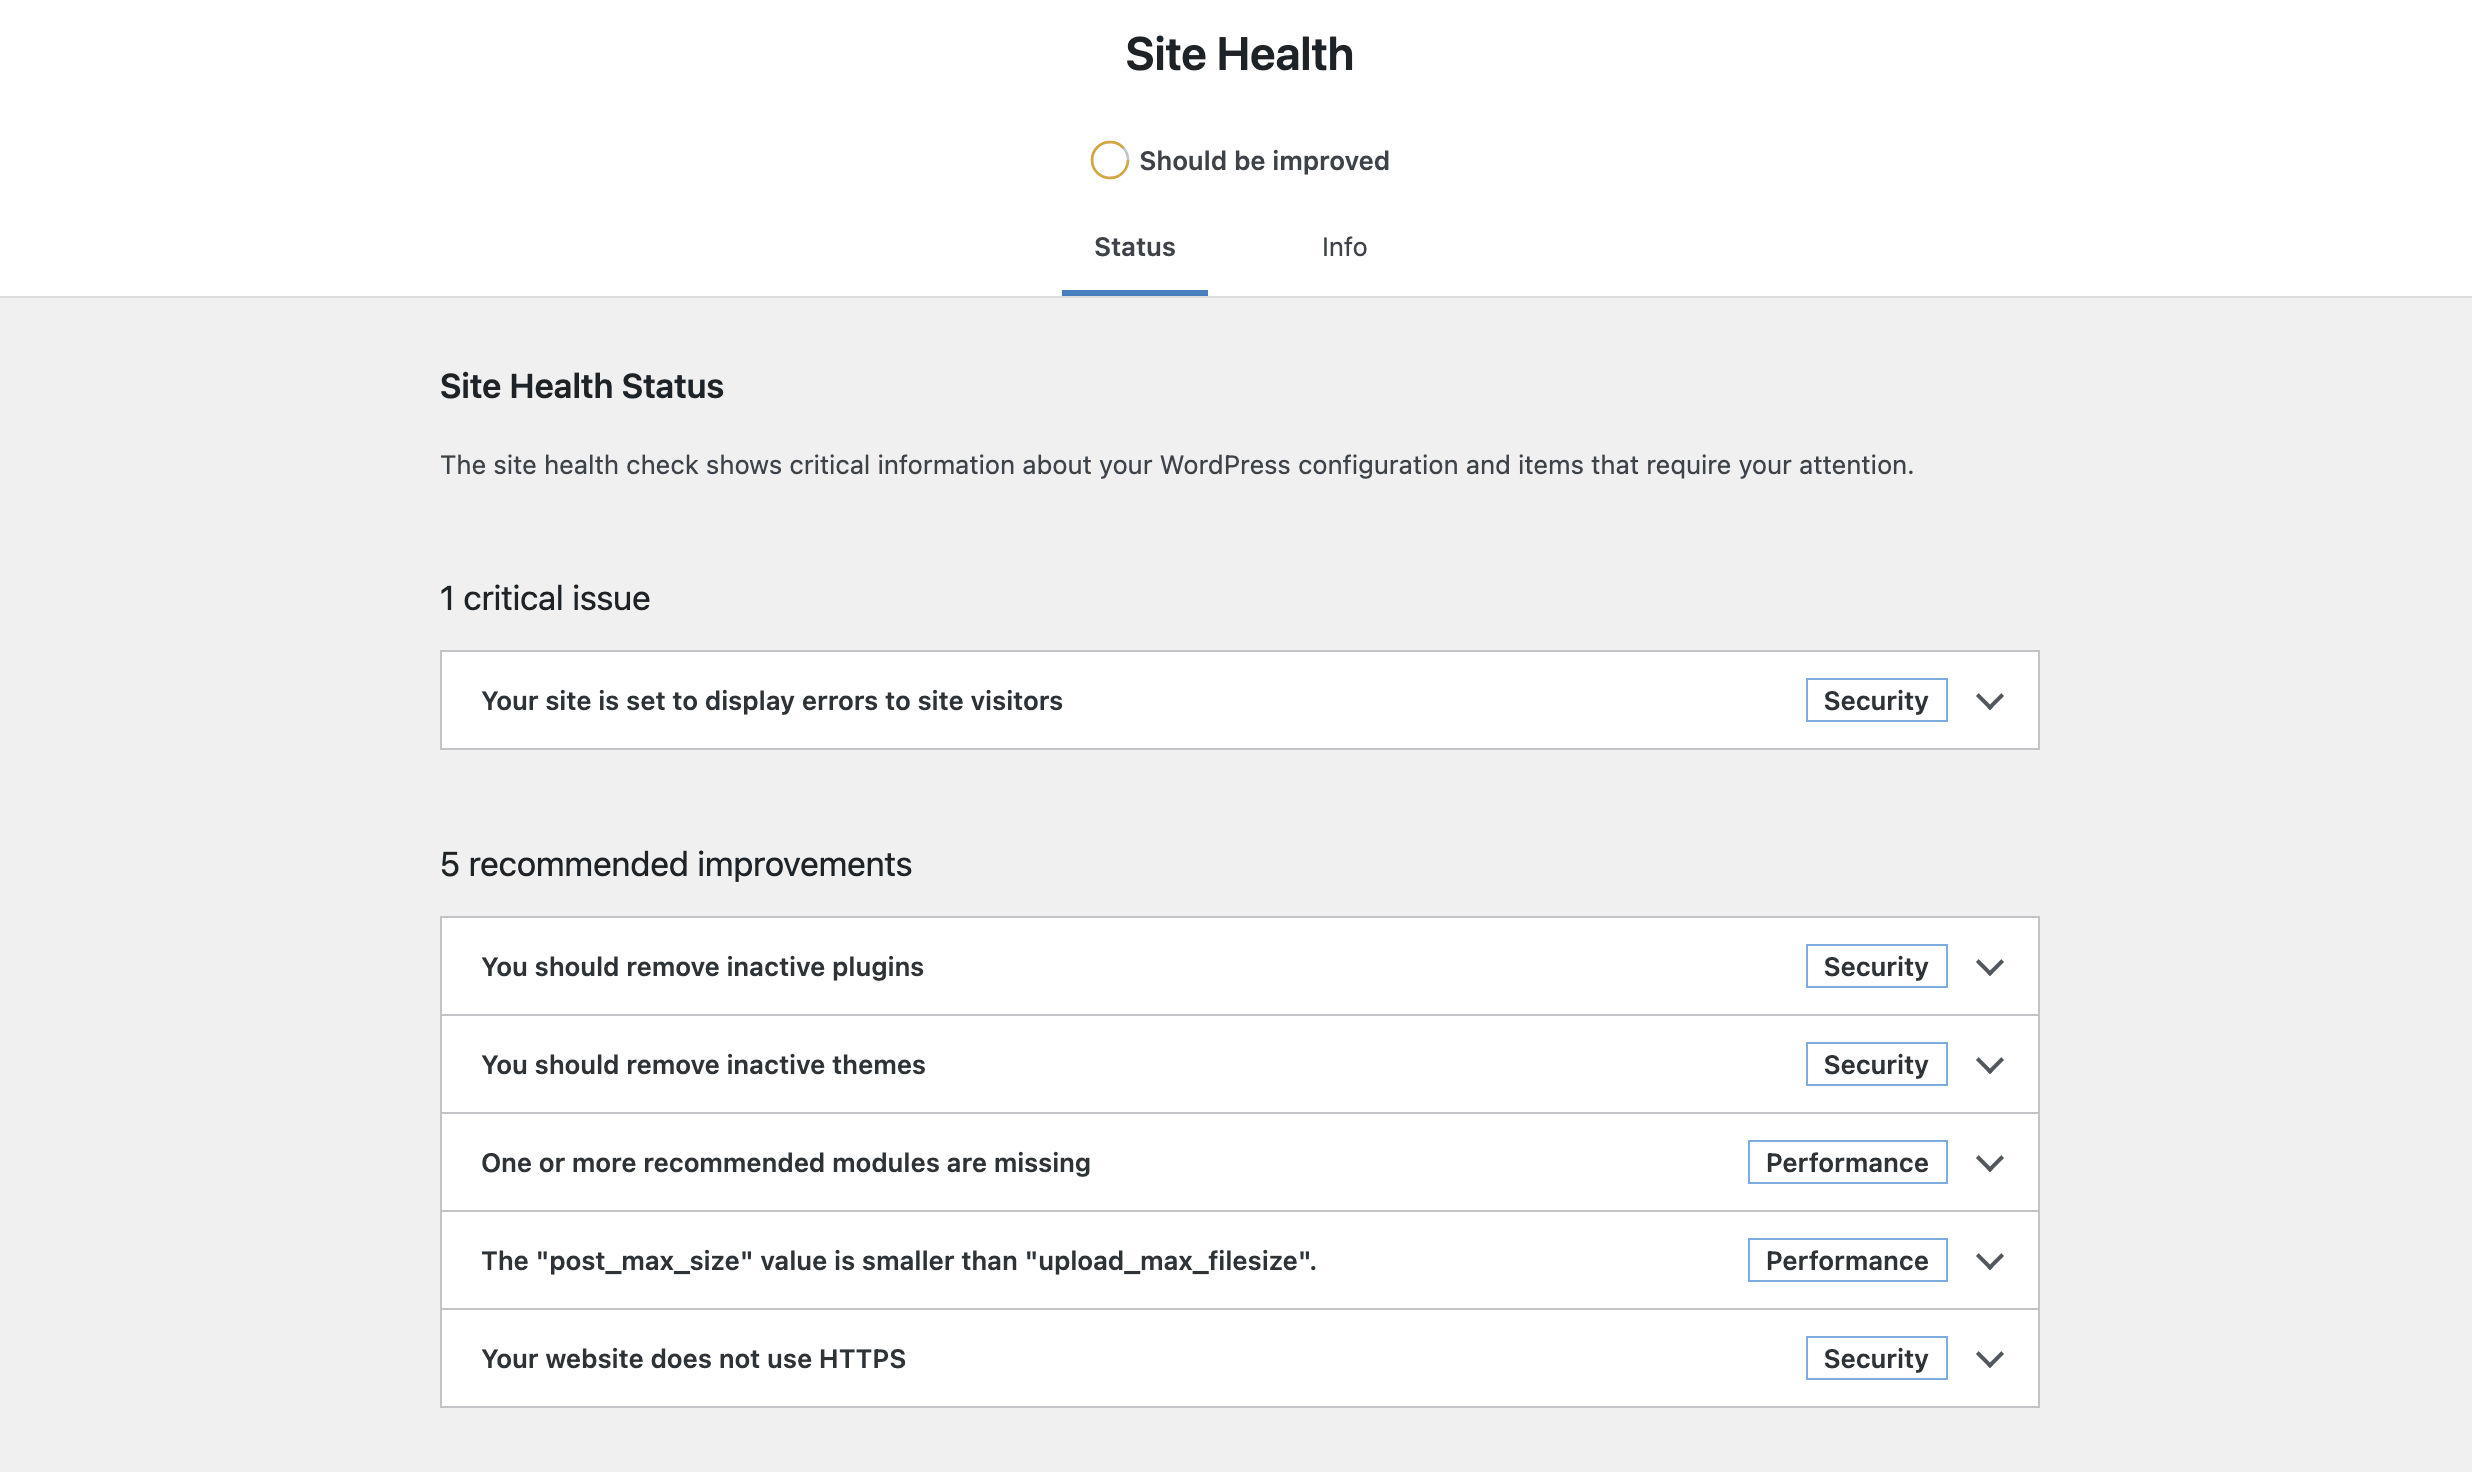 Site Health
Should be improved
Status Info
Site Health Status
The site health check shows critical information about your WordPress configuration and items that require your attention.
1 critical issue
Your site is set to display errors to site visitors Security
5 recommended improvements
You should remove inactive plugins Security
You should remove inactive themes Security
One or more recommended modules are missing Performance
The "post_max_size" value is smaller than "upload_max_filesize". Performance
Your website does not use HTTPS Security